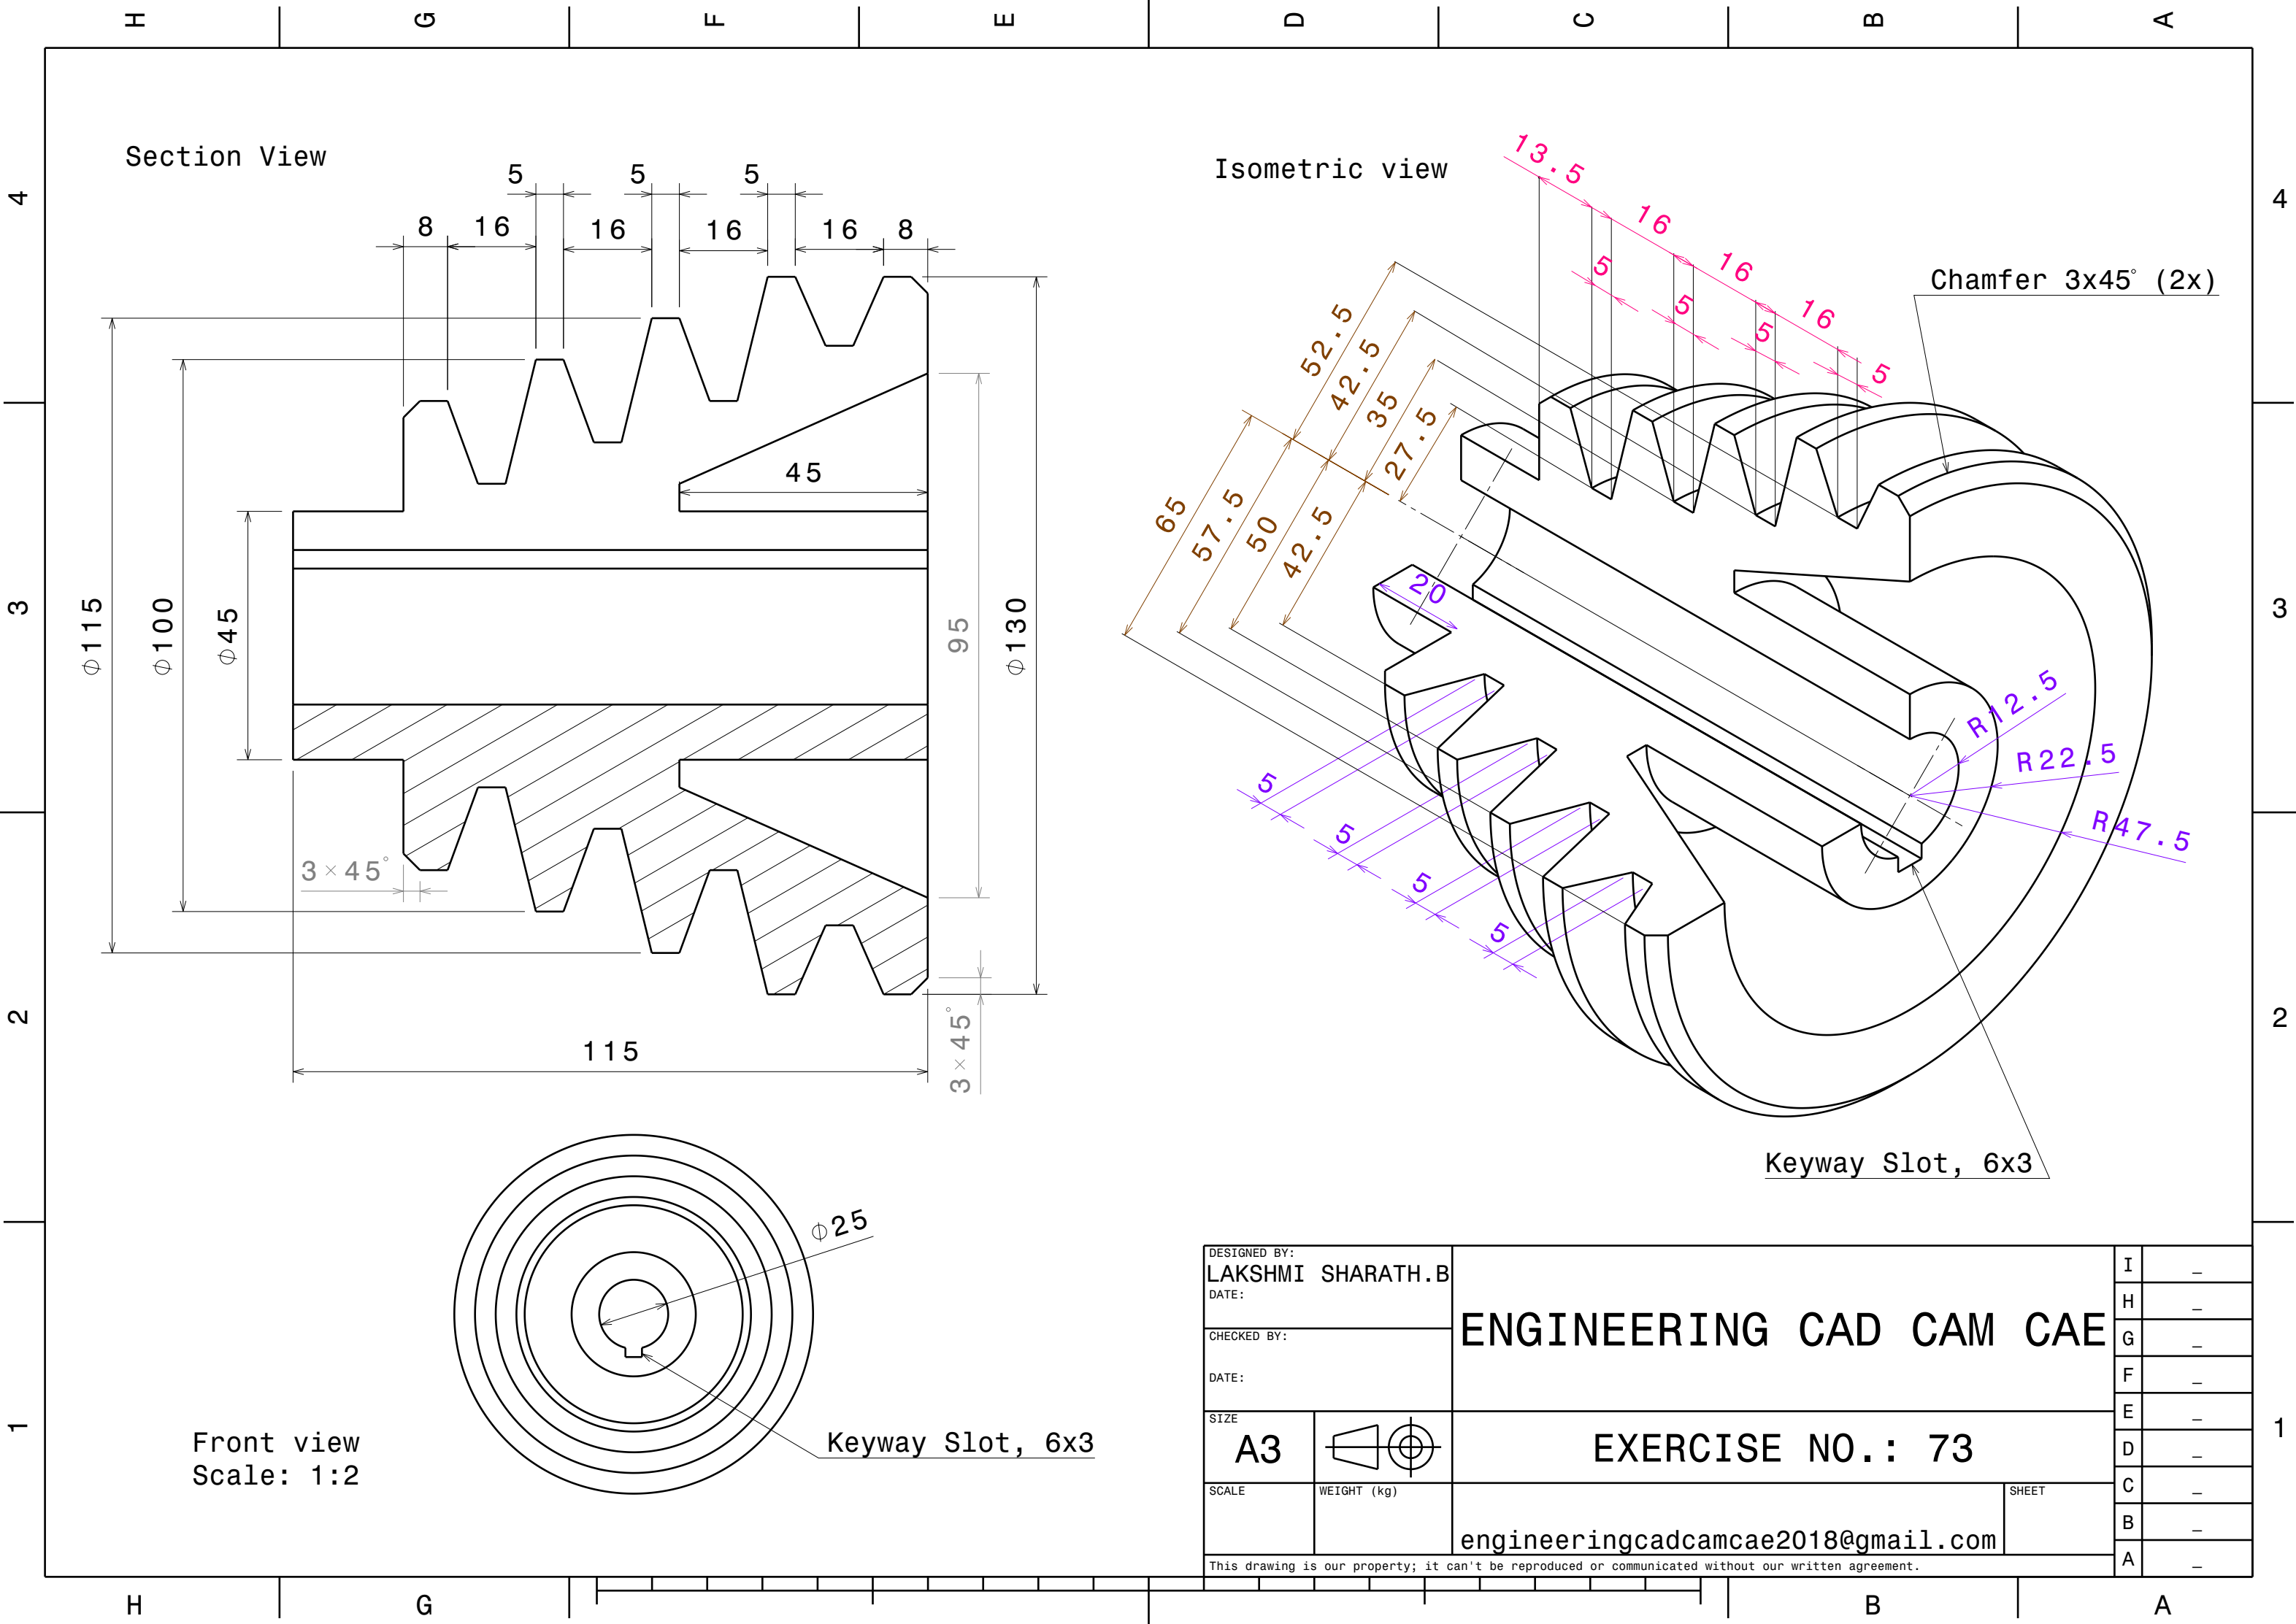 H G F E D C B A
4
4
3
3
2
2
1
1
Section View
5 5 5
8 16 16 16 16 8
45
⌀115
⌀100
⌀45
95
⌀130
3×45°
3×45°
115
Isometric view
13.5
16
16
16
5
5
5
5
Chamfer 3x45° (2x)
52.5
42.5
35
27.5
65
57.5
50
42.5
20
5
5
5
5
R12.5
R22.5
R47.5
Keyway Slot, 6x3
⌀25
Keyway Slot, 6x3
Front view
Scale: 1:2
DESIGNED BY:
LAKSHMI SHARATH.B
DATE:
CHECKED BY:
DATE:
ENGINEERING CAD CAM CAE
SIZE
A3
EXERCISE NO.: 73
SCALE
WEIGHT (kg)
engineeringcadcamcae2018@gmail.com
SHEET
This drawing is our property; it can't be reproduced or communicated without our written agreement.
I _
H _
G _
F _
E _
D _
C _
B _
A _
H G B A